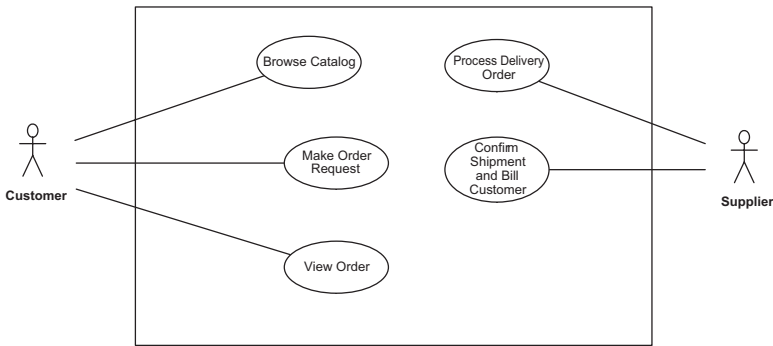 Browse Catalog
Process Delivery
Order
Make Order
Request
Confirm
Shipment
and Bill
Customer
Customer
Supplier
View Order